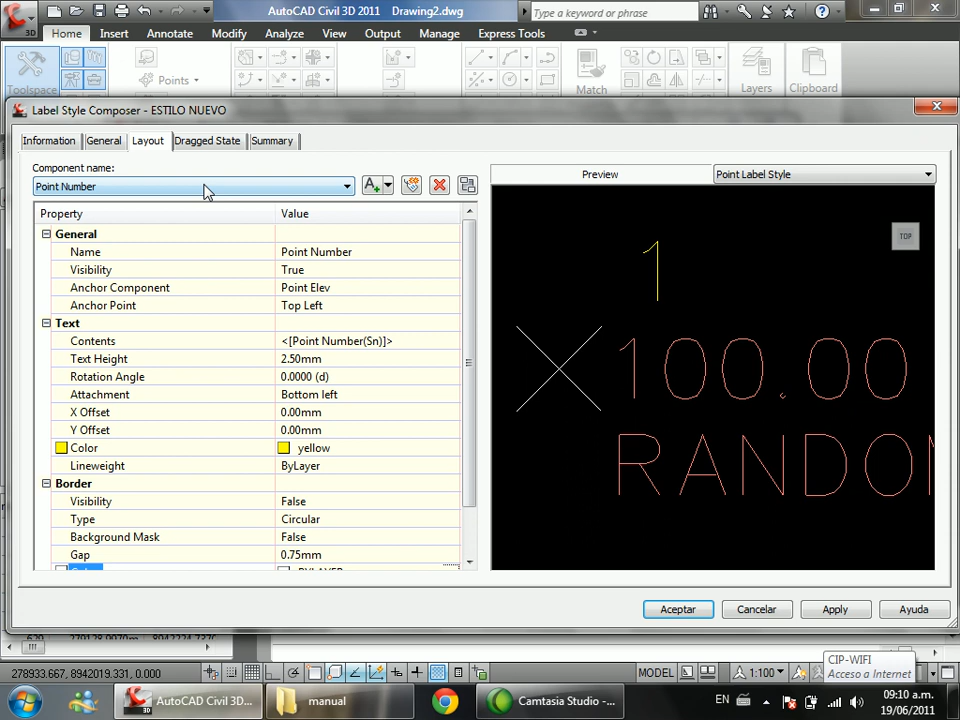 AutoCAD Civil 3D 2011 Drawing2.dwg
Type a keyword or phrase
3D
Home Insert Annotate Modify Analyze View Output Manage Express Tools
Toolspace
Points
Match
Layers
Clipboard
Label Style Composer - ESTILO NUEVO
Information General Layout Dragged State Summary
Component name:
Point Number
Preview
Point Label Style
Property Value
General
Name Point Number
Visibility True
Anchor Component Point Elev
Anchor Point Top Left
Text
Contents <[Point Number(Sn)]>
Text Height 2.50mm
Rotation Angle 0.0000 (d)
Attachment Bottom left
X Offset 0.00mm
Y Offset 0.00mm
Color yellow
Lineweight ByLayer
Border
Visibility False
Type Circular
Background Mask False
Gap 0.75mm
TOP
1
100.00
RANDOM
Aceptar Cancelar Apply Ayuda
278933.667, 8942019.331, 0.000
MODEL
1:100
CIP-WIFI
Acceso a Internet
AutoCAD Civil 3D...
manual
Camtasia Studio -...
EN
09:10 a.m.
19/06/2011